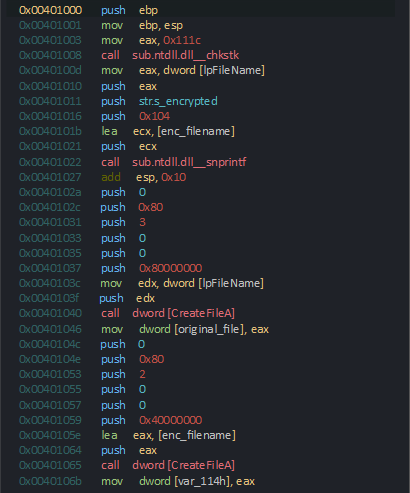 0x00401000 push ebp
0x00401001 mov ebp, esp
0x00401003 mov eax, 0x111c
0x00401008 call sub.ntdll.dll__chkstk
0x0040100d mov eax, dword [lpFileName]
0x00401010 push eax
0x00401011 push str.s_encrypted
0x00401016 push 0x104
0x0040101b lea ecx, [enc_filename]
0x00401021 push ecx
0x00401022 call sub.ntdll.dll__snprintf
0x00401027 add esp, 0x10
0x0040102a push 0
0x0040102c push 0x80
0x00401031 push 3
0x00401033 push 0
0x00401035 push 0
0x00401037 push 0x80000000
0x0040103c mov edx, dword [lpFileName]
0x0040103f push edx
0x00401040 call dword [CreateFileA]
0x00401046 mov dword [original_file], eax
0x0040104c push 0
0x0040104e push 0x80
0x00401053 push 2
0x00401055 push 0
0x00401057 push 0
0x00401059 push 0x40000000
0x0040105e lea eax, [enc_filename]
0x00401064 push eax
0x00401065 call dword [CreateFileA]
0x0040106b mov dword [var_114h], eax